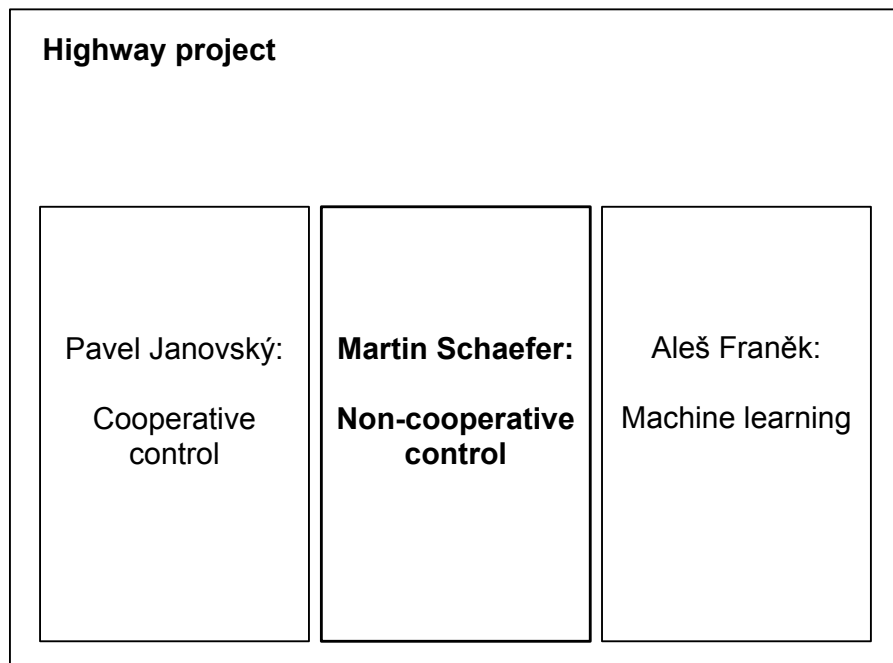 Highway project
Pavel Janovský:
Cooperative
control
Martin Schaefer:
Non-cooperative
control
Aleš Franěk:
Machine learning